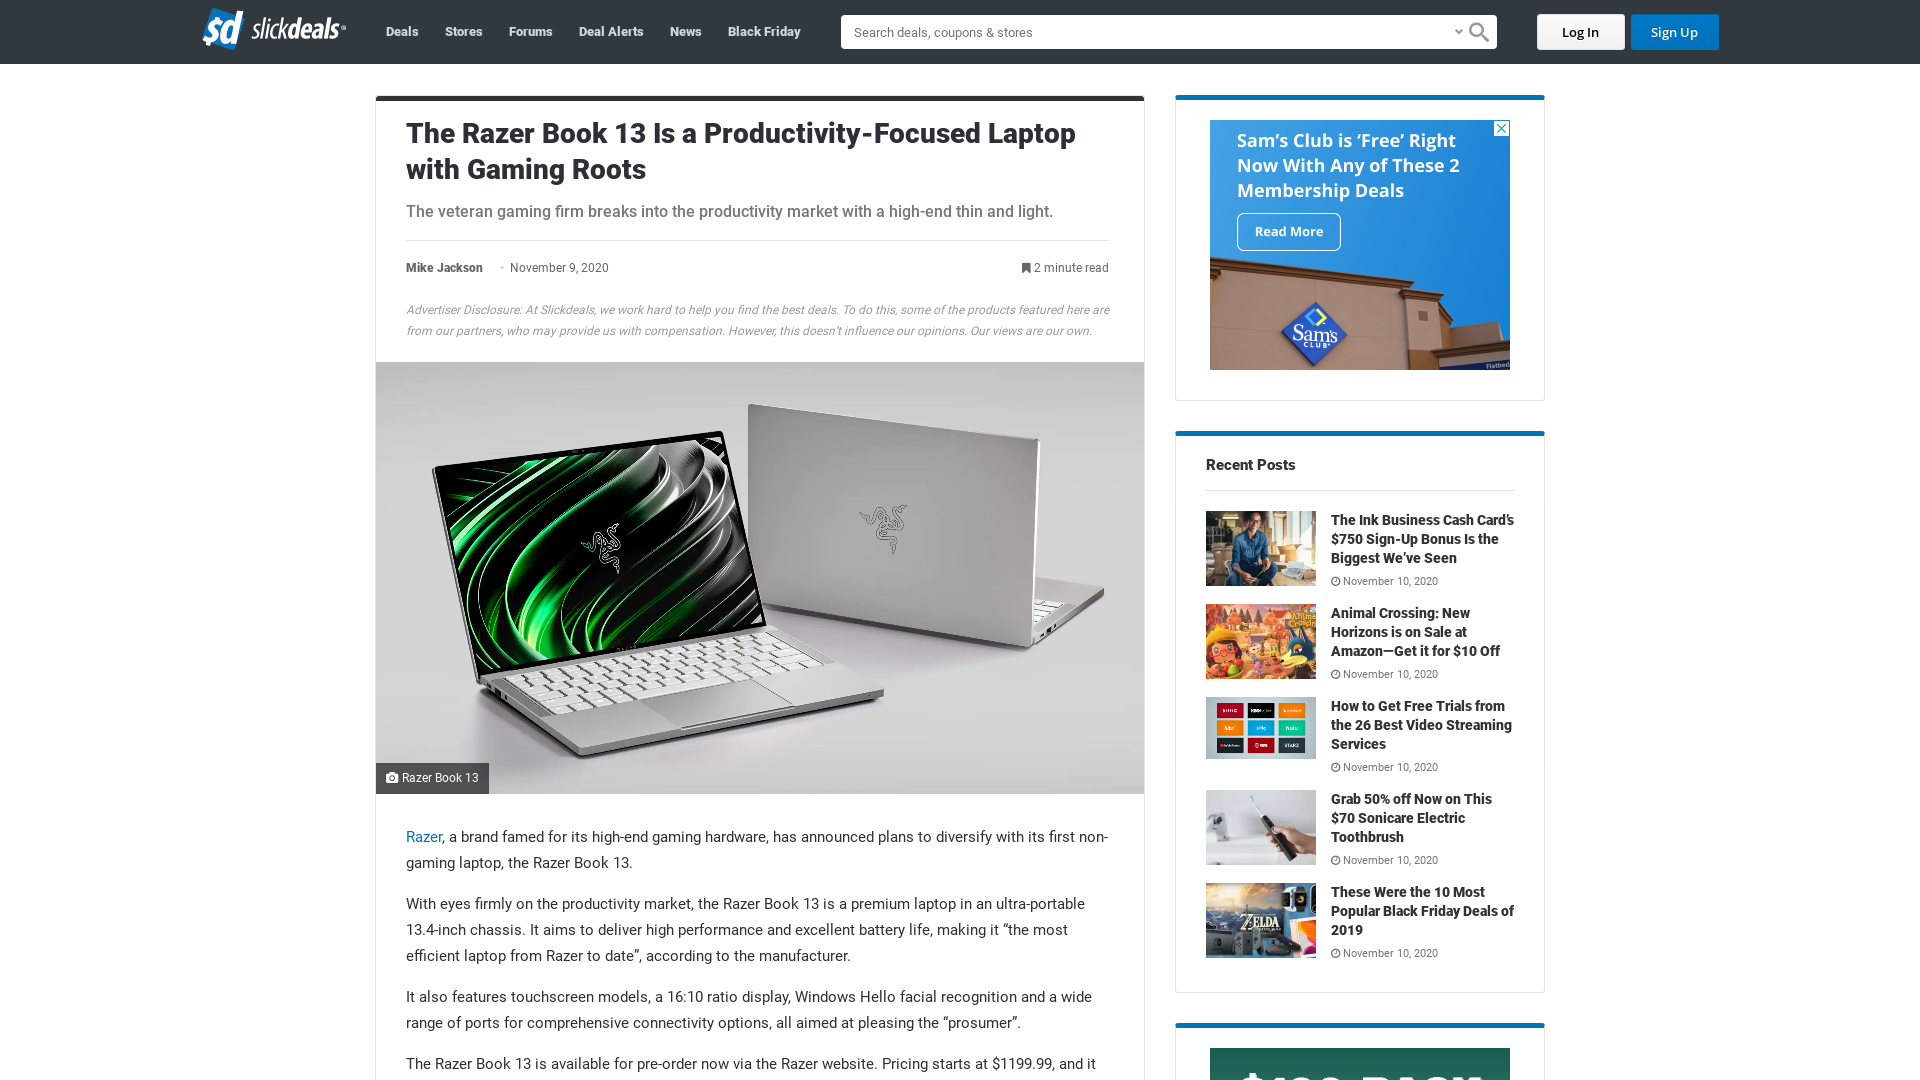 $d slickdeals
Deals Stores Forums Deal Alerts News Black Friday
Search deals, coupons & stores
Log In Sign Up
The Razer Book 13 Is a Productivity-Focused Laptop
with Gaming Roots
The veteran gaming firm breaks into the productivity market with a high-end thin and light.
Mike Jackson • November 9, 2020 2 minute read
Advertiser Disclosure: At Slickdeals, we work hard to help you find the best deals. To do this, some of the products featured here are
from our partners, who may provide us with compensation. However, this doesn't influence our opinions. Our views are our own.
Razer Book 13
Razer, a brand famed for its high-end gaming hardware, has announced plans to diversify with its first non-
gaming laptop, the Razer Book 13.
With eyes firmly on the productivity market, the Razer Book 13 is a premium laptop in an ultra-portable
13.4-inch chassis. It aims to deliver high performance and excellent battery life, making it “the most
efficient laptop from Razer to date”, according to the manufacturer.
It also features touchscreen models, a 16:10 ratio display, Windows Hello facial recognition and a wide
range of ports for comprehensive connectivity options, all aimed at pleasing the “prosumer”.
The Razer Book 13 is available for pre-order now via the Razer website. Pricing starts at $1199.99, and it
Sam’s Club is ‘Free’ Right
Now With Any of These 2
Membership Deals
Read More
Sam's
CLUB
Flatbed
Recent Posts
The Ink Business Cash Card’s
$750 Sign-Up Bonus Is the
Biggest We’ve Seen
November 10, 2020
Animal Crossing: New
Horizons is on Sale at
Amazon—Get it for $10 Off
November 10, 2020
How to Get Free Trials from
the 26 Best Video Streaming
Services
November 10, 2020
hulu
STARZ
Grab 50% off Now on This
$70 Sonicare Electric
Toothbrush
November 10, 2020
These Were the 10 Most
Popular Black Friday Deals of
2019
November 10, 2020
ZELDA